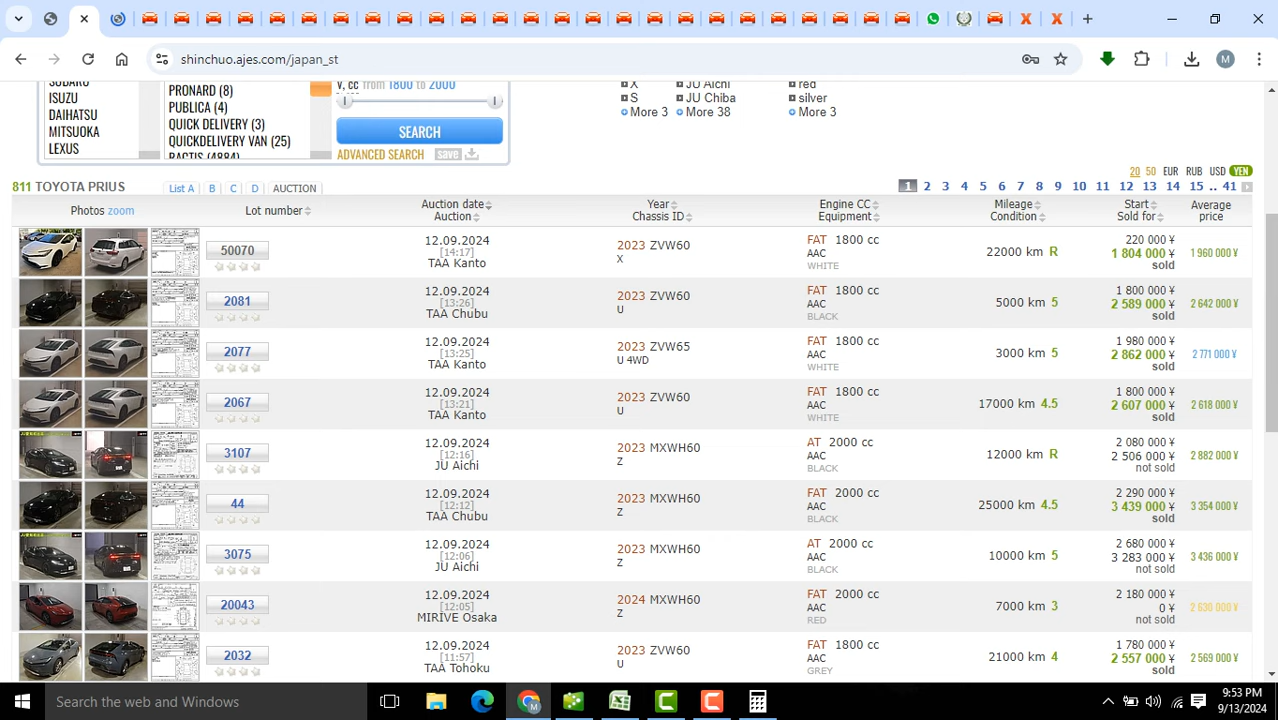 shinchuo.ajes.com/japan_st
M
SUBARU
ISUZU
DAIHATSU
MITSUOKA
LEXUS
PRONARD (8)
PUBLICA (4)
QUICK DELIVERY (3)
QUICKDELIVERY VAN (25)
RACTIS (4884)
V, cc from 1800 to 2000
SEARCH
ADVANCED SEARCH save
X JU Aichi red
S JU Chiba silver
More 3 More 38 More 3
20 50 EUR RUB USD YEN
811 TOYOTA PRIUS List A B C D AUCTION 1 2 3 4 5 6 7 8 9 10 11 12 13 14 15 .. 41
Photos zoom Lot number Auction date Auction Year Chassis ID Engine CC Equipment Mileage Condition Start Sold for Average price
50070 12.09.2024 [14:17] TAA Kanto 2023 ZVW60 X FAT 1800 cc AAC WHITE 22000 km R 220 000 ¥ 1 804 000 ¥ sold 1 960 000 ¥
2081 12.09.2024 [13:26] TAA Chubu 2023 ZVW60 U FAT 1800 cc AAC BLACK 5000 km 5 1 800 000 ¥ 2 589 000 ¥ sold 2 642 000 ¥
2077 12.09.2024 [13:25] TAA Kanto 2023 ZVW65 U 4WD FAT 1800 cc AAC WHITE 3000 km 5 1 980 000 ¥ 2 862 000 ¥ sold 2 771 000 ¥
2067 12.09.2024 [13:21] TAA Kanto 2023 ZVW60 U FAT 1800 cc AAC WHITE 17000 km 4.5 1 800 000 ¥ 2 607 000 ¥ sold 2 618 000 ¥
3107 12.09.2024 [12:16] JU Aichi 2023 MXWH60 Z AT 2000 cc AAC BLACK 12000 km R 2 080 000 ¥ 2 506 000 ¥ not sold 2 882 000 ¥
44 12.09.2024 [12:12] TAA Chubu 2023 MXWH60 Z FAT 2000 cc AAC BLACK 25000 km 4.5 2 290 000 ¥ 3 439 000 ¥ sold 3 354 000 ¥
3075 12.09.2024 [12:06] JU Aichi 2023 MXWH60 Z AT 2000 cc AAC BLACK 10000 km 5 2 680 000 ¥ 3 283 000 ¥ not sold 3 436 000 ¥
20043 12.09.2024 [12:05] MIRIVE Osaka 2024 MXWH60 Z FAT 2000 cc AAC RED 7000 km 3 2 180 000 ¥ 0 ¥ not sold 2 630 000 ¥
2032 12.09.2024 [11:57] TAA Tohoku 2023 ZVW60 U FAT 1800 cc AAC GREY 21000 km 4 1 780 000 ¥ 2 557 000 ¥ sold 2 569 000 ¥
Search the web and Windows
9:53 PM
9/13/2024